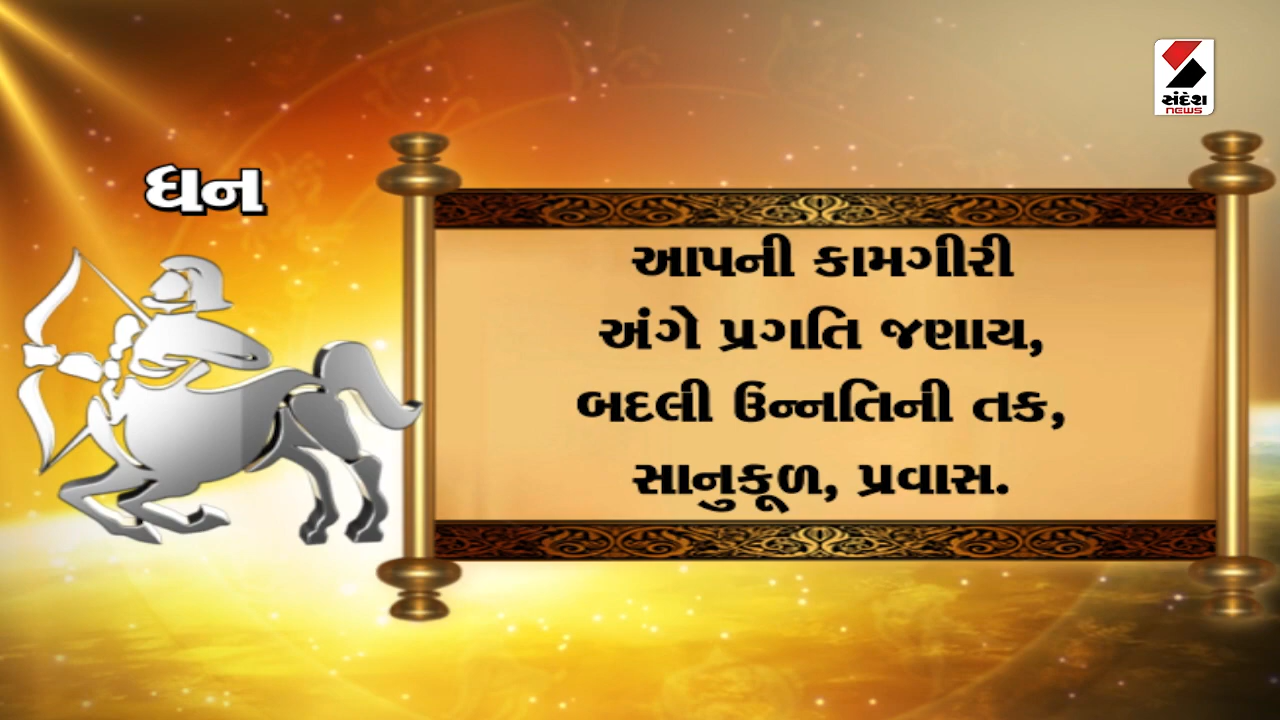 સંદેશ
NEWS
ધન
આપની કામગીરી
અંગે પ્રગતિ જણાય,
બદલી ઉન્નતિની તક,
સાનુકૂળ, પ્રવાસ.